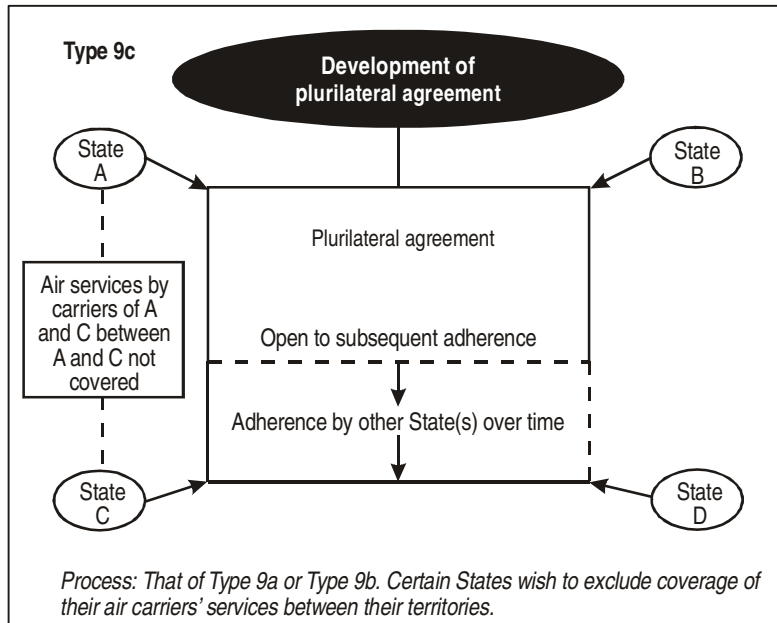 Type 9c
Development of
plurilateral agreement
State
A
State
B
Plurilateral agreement
Air services by
carriers of A
and C between
A and C not
covered
Open to subsequent adherence
Adherence by other State(s) over time
State
C
State
D
Process: That of Type 9a or Type 9b. Certain States wish to exclude coverage of
their air carriers’ services between their territories.